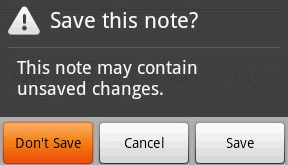 Save this note?
This note may contain
unsaved changes.
Don't Save
Cancel
Save